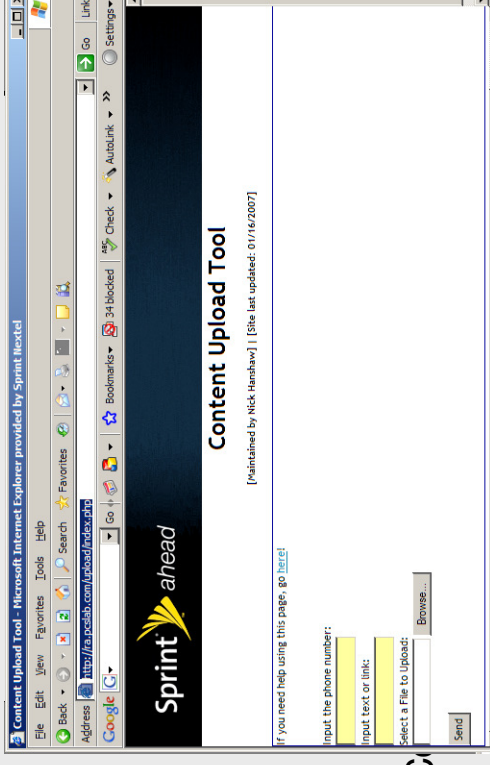 Content Upload Tool - Microsoft Internet Explorer provided by Sprint Nextel
File Edit View Favorites Tools Help
Back Search Favorites
Address http://ra.pcslab.com/upload/index.php Go Link
Google G Go Bookmarks 34 blocked ABC Check AutoLink » Settings
Sprint ahead
Content Upload Tool
[Maintained by Nick Hanshaw] | [Site last updated: 01/16/2007]
If you need help using this page, go here!
Input the phone number:
Input text or link:
Select a File to Upload:
Browse...
Send